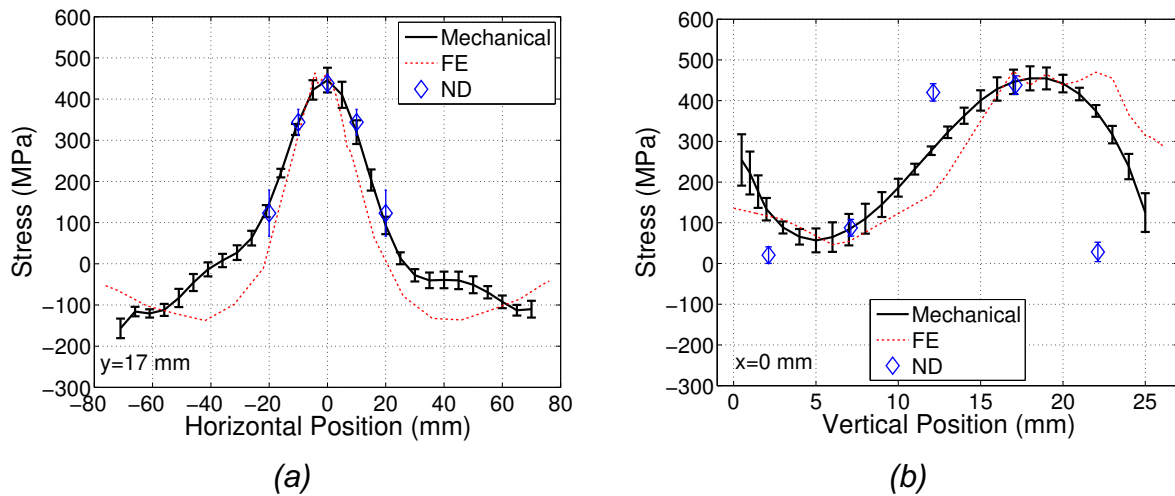 600
500
400
300
200
100
0
−100
−200
−300
Stress (MPa)
Mechanical
FE
ND
y=17 mm
−80 −60 −40 −20 0 20 40 60 80
Horizontal Position (mm)
(a)
600
500
400
300
200
100
0
−100
−200
−300
Stress (MPa)
Mechanical
FE
ND
x=0 mm
0 5 10 15 20 25
Vertical Position (mm)
(b)